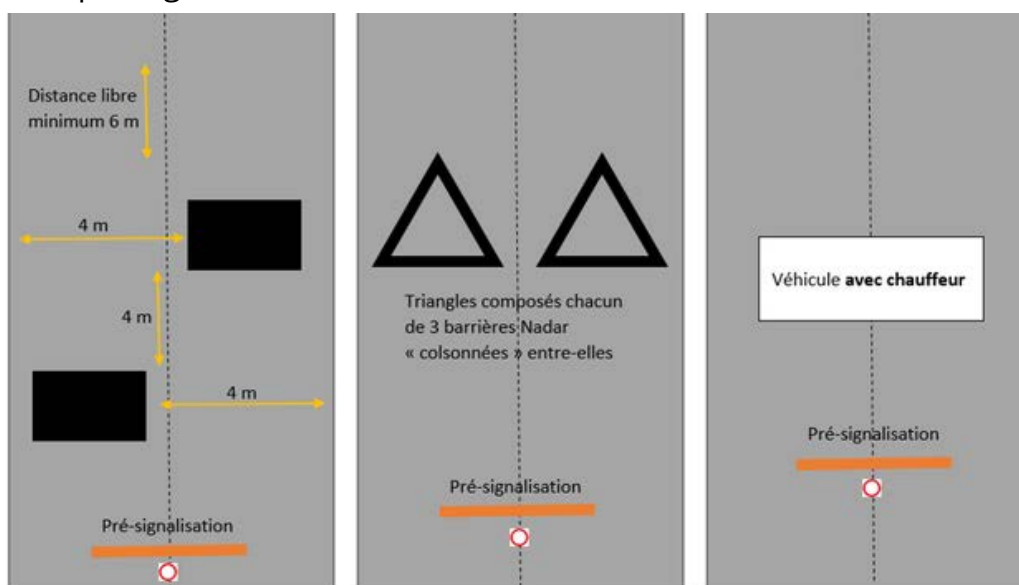 Distance libre
minimum 6 m
4 m
4 m
4 m
Pré-signalisation
Triangles composés chacun
de 3 barrières Nadar
« colsonnées » entre-elles
Pré-signalisation
Véhicule avec chauffeur
Pré-signalisation